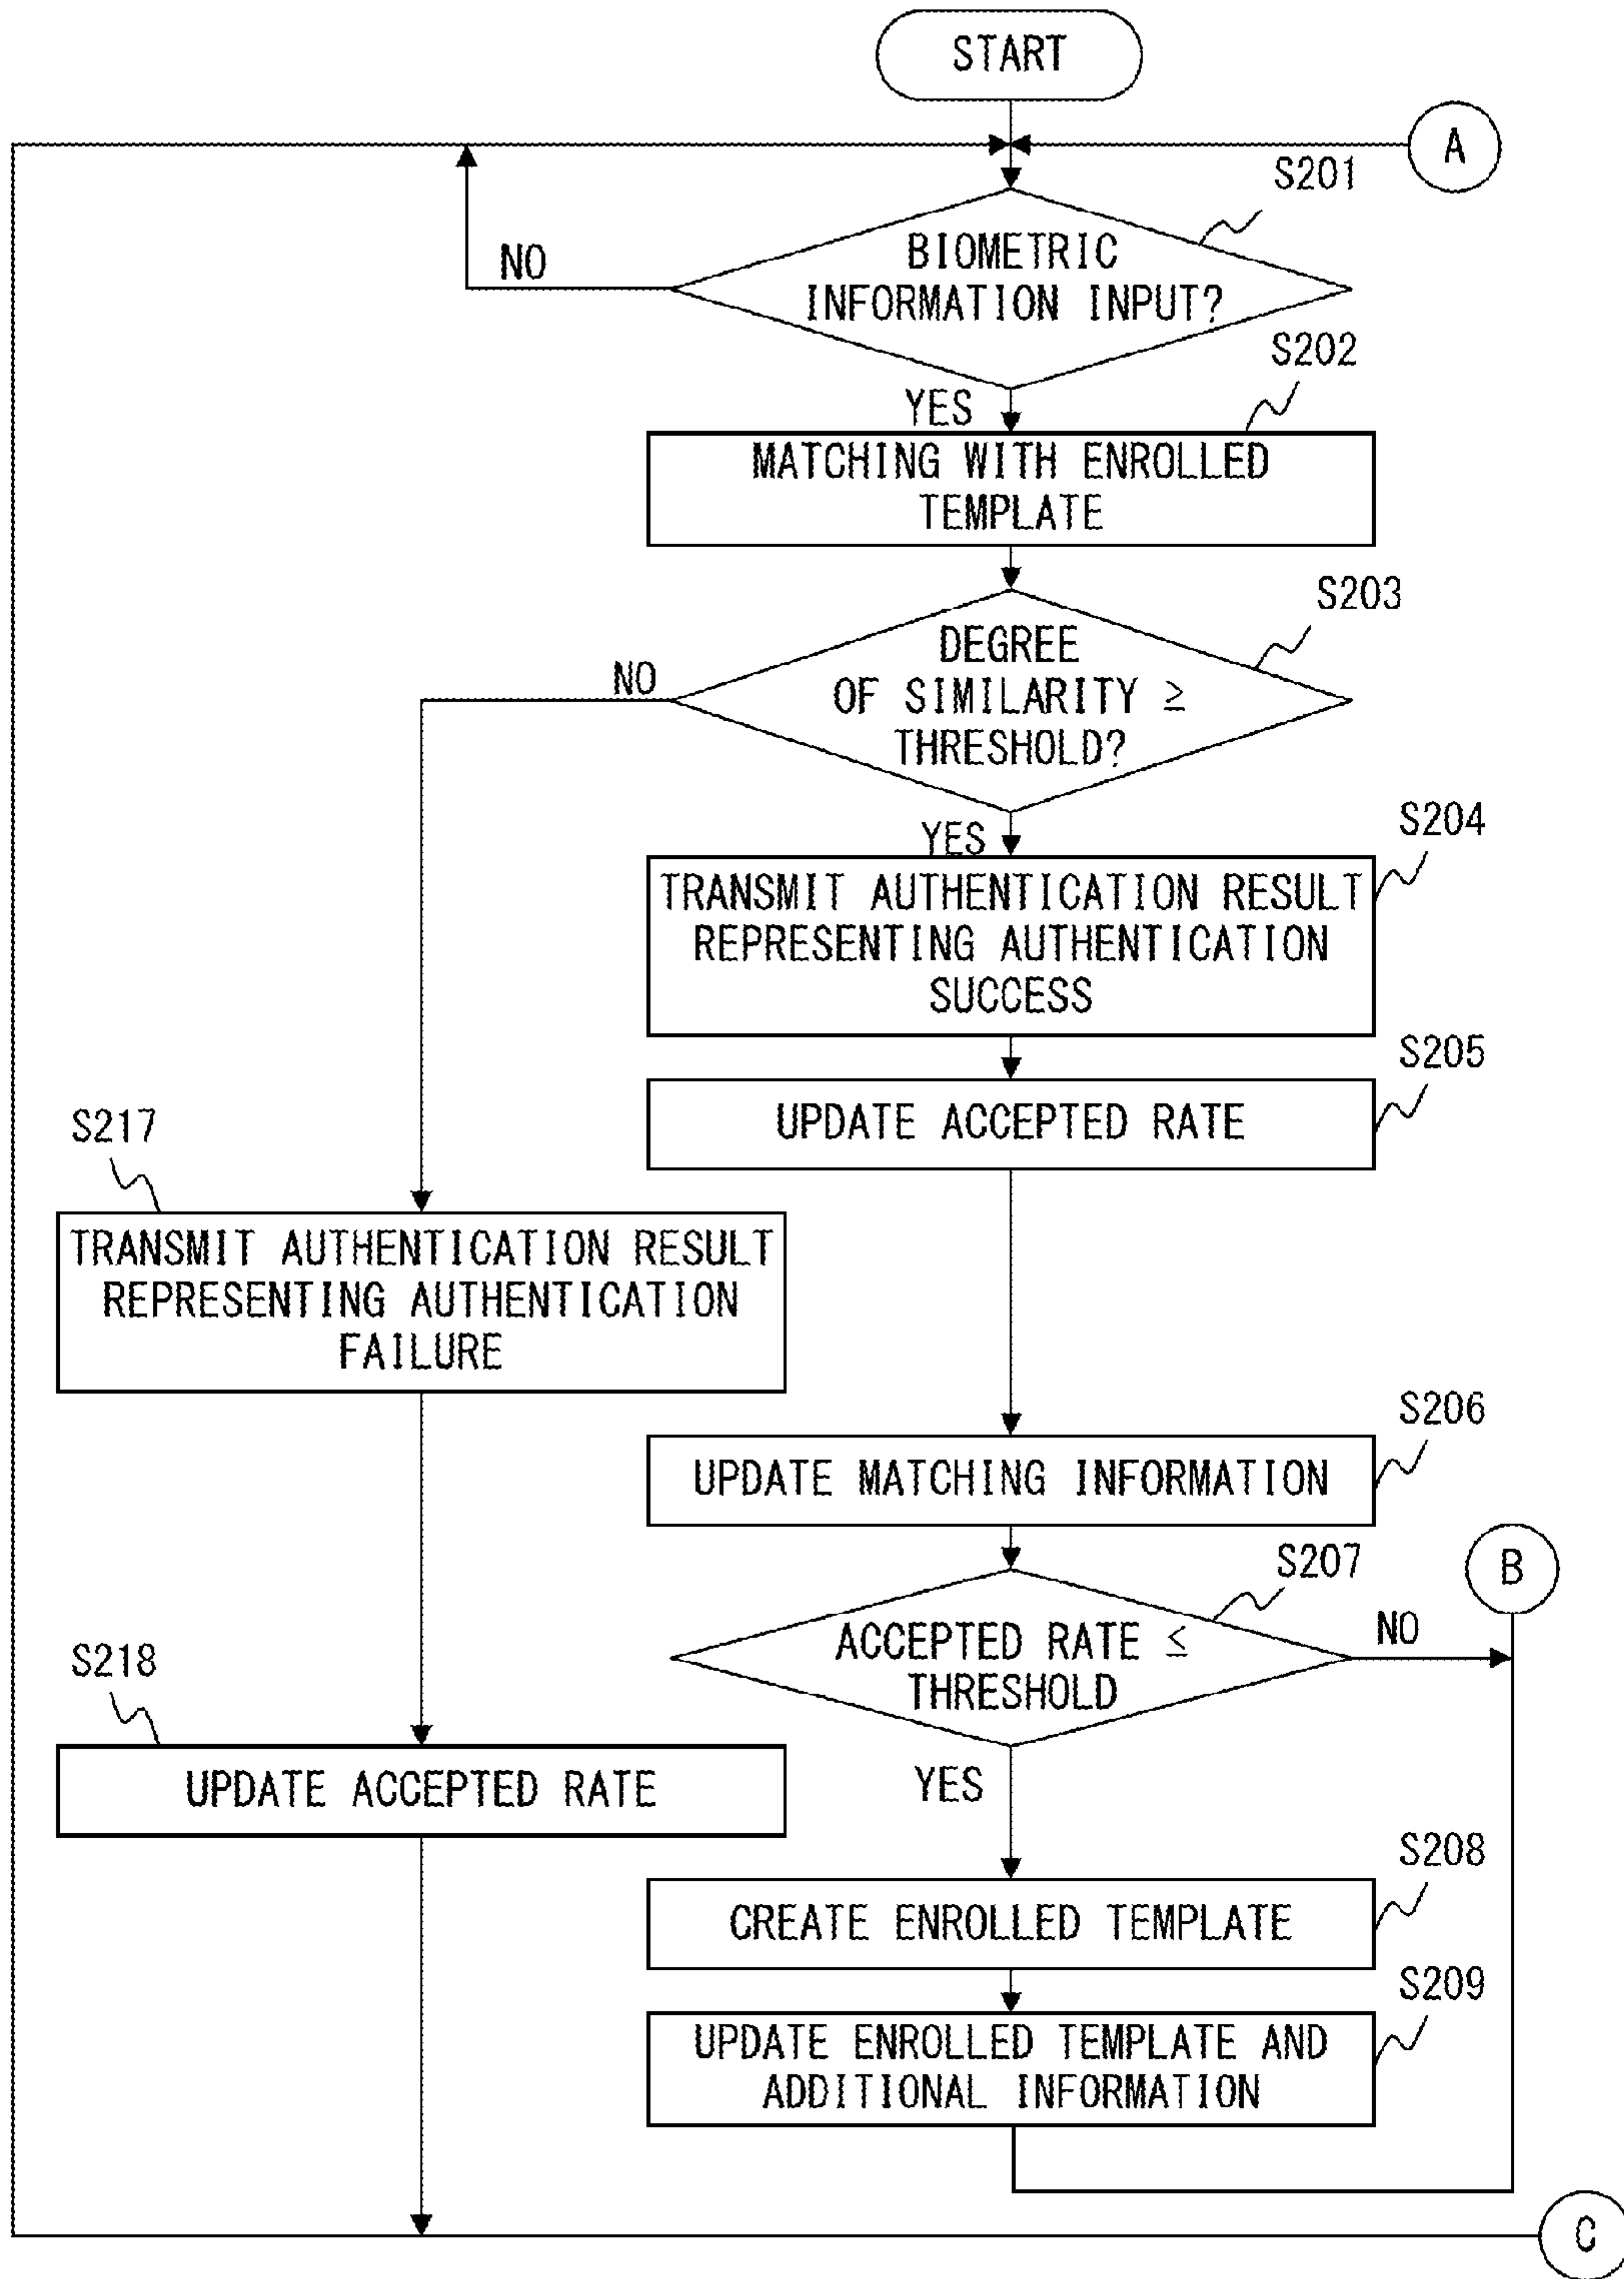 START
A
S201
BIOMETRIC
INFORMATION INPUT?
NO
S202
YES
MATCHING WITH ENROLLED
TEMPLATE
S203
DEGREE
OF SIMILARITY ≥
THRESHOLD?
NO
YES
S204
TRANSMIT AUTHENTICATION RESULT
REPRESENTING AUTHENTICATION
SUCCESS
S205
UPDATE ACCEPTED RATE
S217
TRANSMIT AUTHENTICATION RESULT
REPRESENTING AUTHENTICATION
FAILURE
S206
UPDATE MATCHING INFORMATION
S207
B
ACCEPTED RATE ≤
THRESHOLD
NO
S218
UPDATE ACCEPTED RATE
YES
S208
CREATE ENROLLED TEMPLATE
S209
UPDATE ENROLLED TEMPLATE AND
ADDITIONAL INFORMATION
C